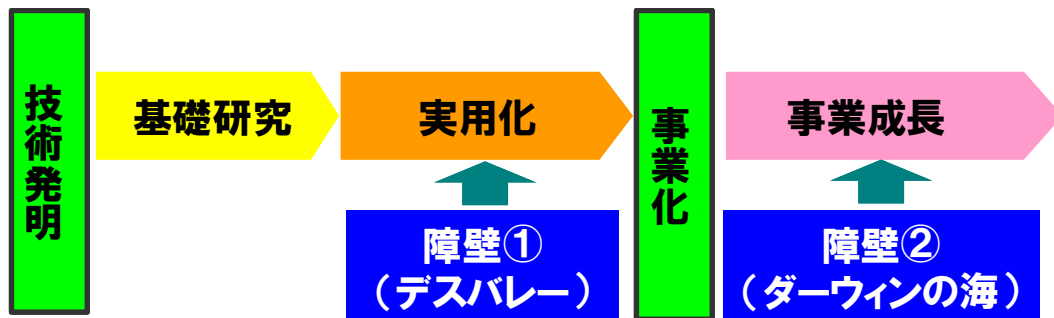 技術発明
基礎研究
実用化
事業化
事業成長
障壁①
（デスバレー）
障壁②
（ダーウィンの海）